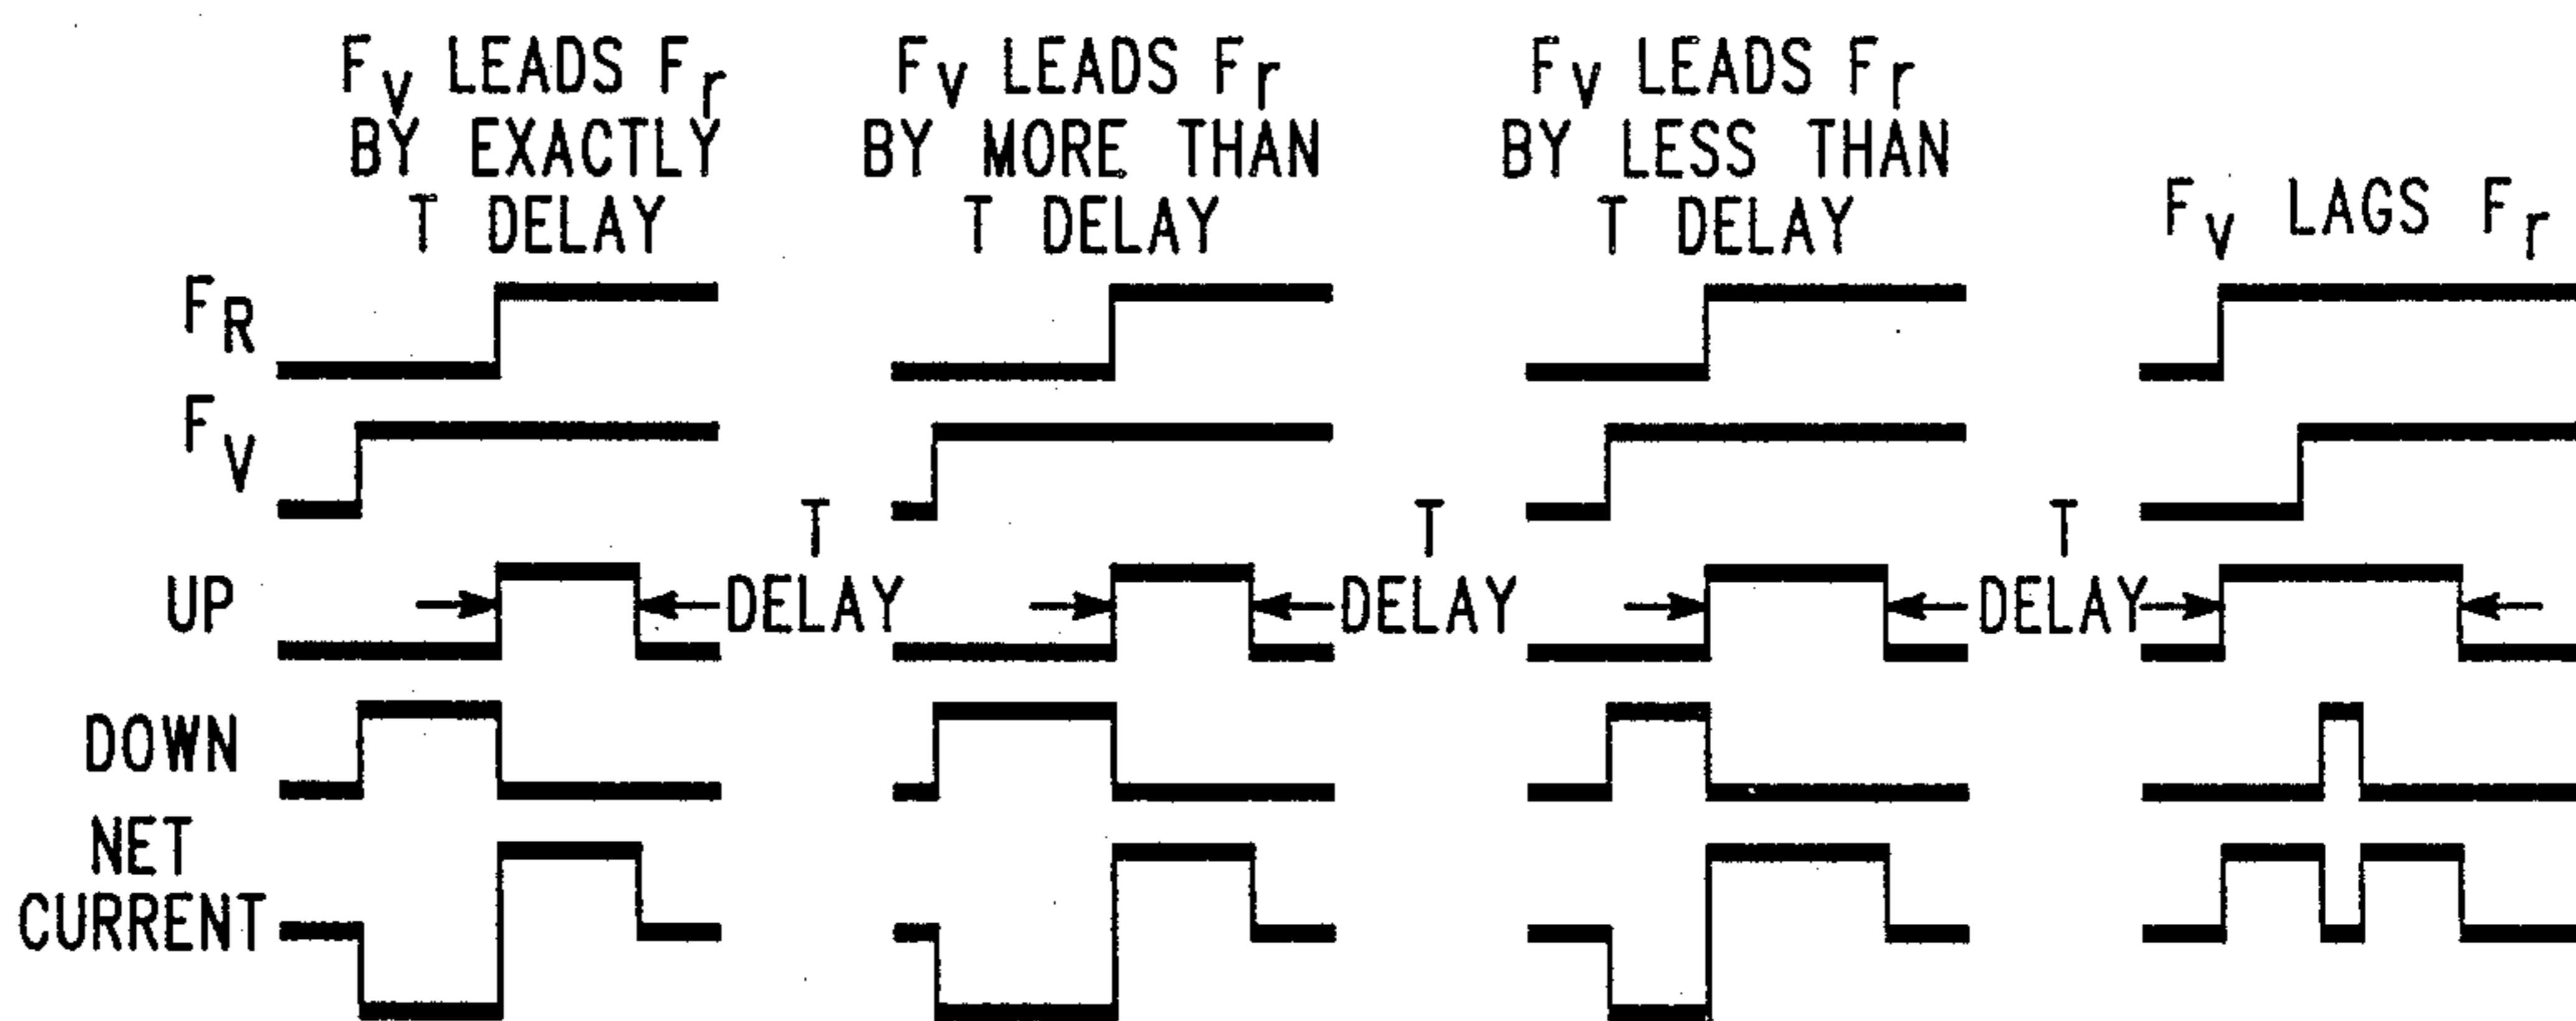 Fv LEADS Fr
BY EXACTLY
T DELAY
Fv LEADS Fr
BY MORE THAN
T DELAY
Fv LEADS Fr
BY LESS THAN
T DELAY
Fv LAGS Fr
FR
FV
UP
T
DELAY
T
DELAY
T
DELAY
DOWN
NET
CURRENT